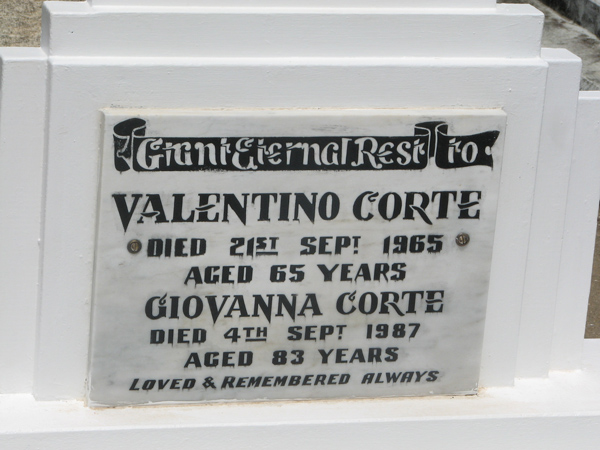 Grant Eternal Rest to
VALENTINO CORTE
DIED 21ST SEPT. 1965
AGED 65 YEARS
GIOVANNA CORTE
DIED 4TH SEPT. 1987
AGED 83 YEARS
LOVED & REMEMBERED ALWAYS